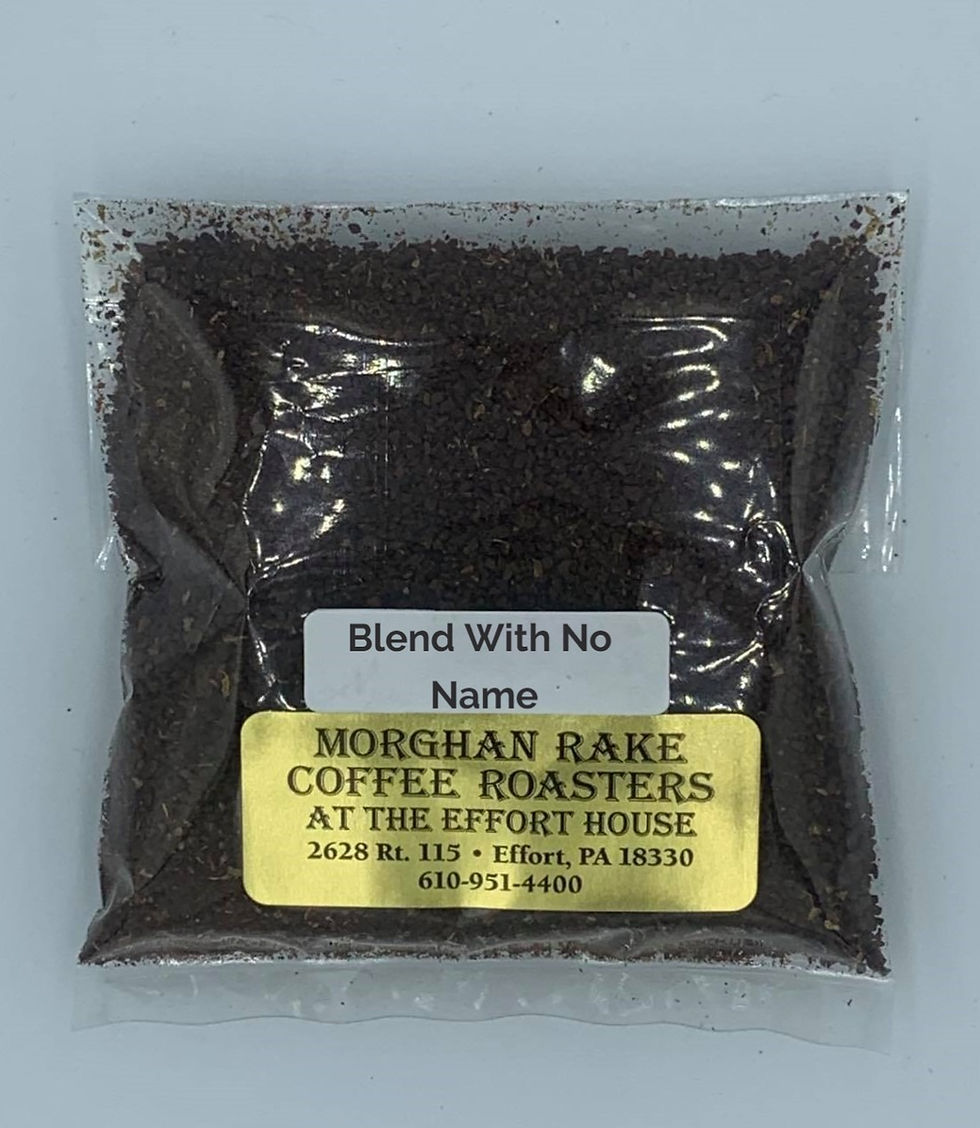 Blend With No
Name
MORGHAN RAKE
COFFEE ROASTERS
AT THE EFFORT HOUSE
2628 Rt. 115 • Effort, PA 18330
610-951-4400